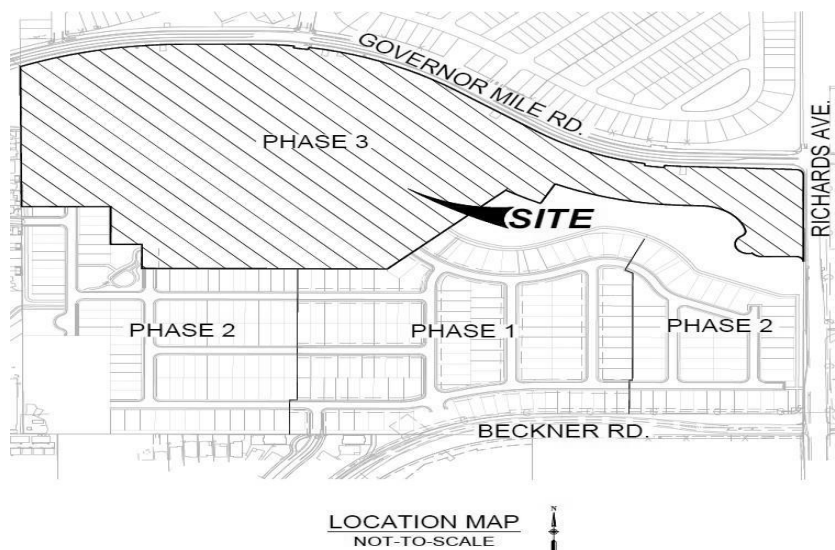 GOVERNOR MILE RD.
PHASE 3
RICHARDS AVE.
SITE
PHASE 2
PHASE 1
PHASE 2
BECKNER RD.
LOCATION MAP
NOT-TO-SCALE
N